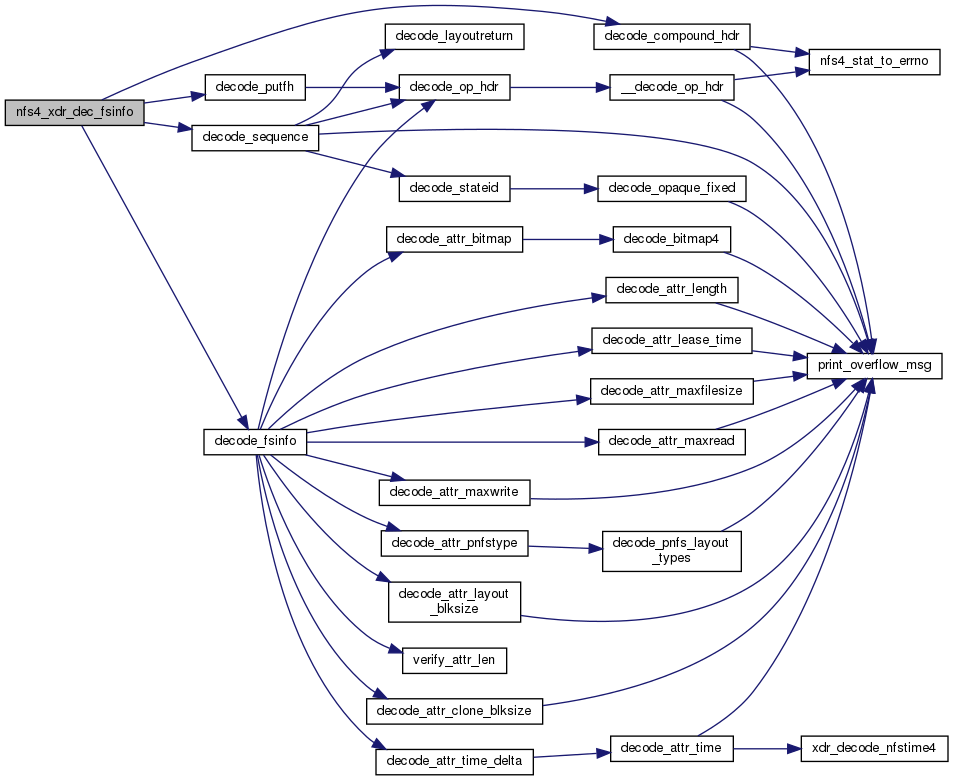 decode_layoutreturn
decode_compound_hdr
nfs4_stat_to_errno
decode_putfh
decode_op_hdr
__decode_op_hdr
nfs4_xdr_dec_fsinfo
decode_sequence
decode_stateid
decode_opaque_fixed
decode_attr_bitmap
decode_bitmap4
decode_attr_length
decode_attr_lease_time
print_overflow_msg
decode_attr_maxfilesize
decode_fsinfo
decode_attr_maxread
decode_attr_maxwrite
decode_attr_pnfstype
decode_pnfs_layout
_types
decode_attr_layout
_blksize
verify_attr_len
decode_attr_clone_blksize
decode_attr_time_delta
decode_attr_time
xdr_decode_nfstime4